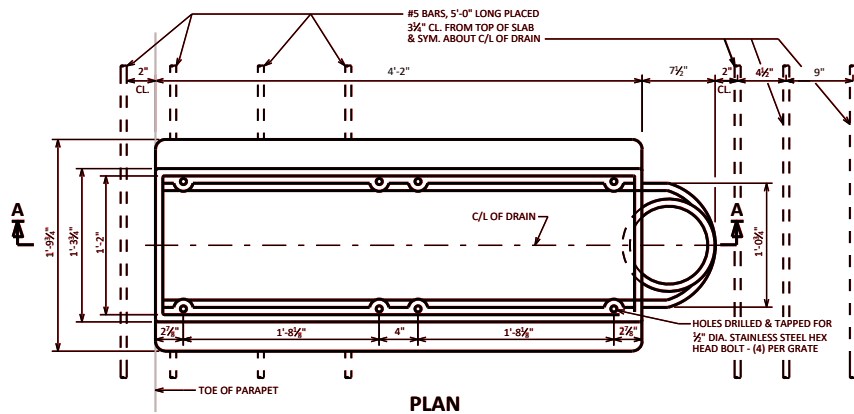 #5 BARS, 5'-0" LONG PLACED
3¼" CL. FROM TOP OF SLAB
& SYM. ABOUT C/L OF DRAIN
2"
CL.
4'-2"
7½"
2"
CL.
4½"
9"
A
A
1'-9¾"
1'-3¾"
1'-2"
C/L OF DRAIN
1'-0¾"
2⅞"
1'-8⅛"
4"
1'-8⅛"
2⅞"
HOLES DRILLED & TAPPED FOR
½" DIA. STAINLESS STEEL HEX
HEAD BOLT - (4) PER GRATE
TOE OF PARAPET
PLAN